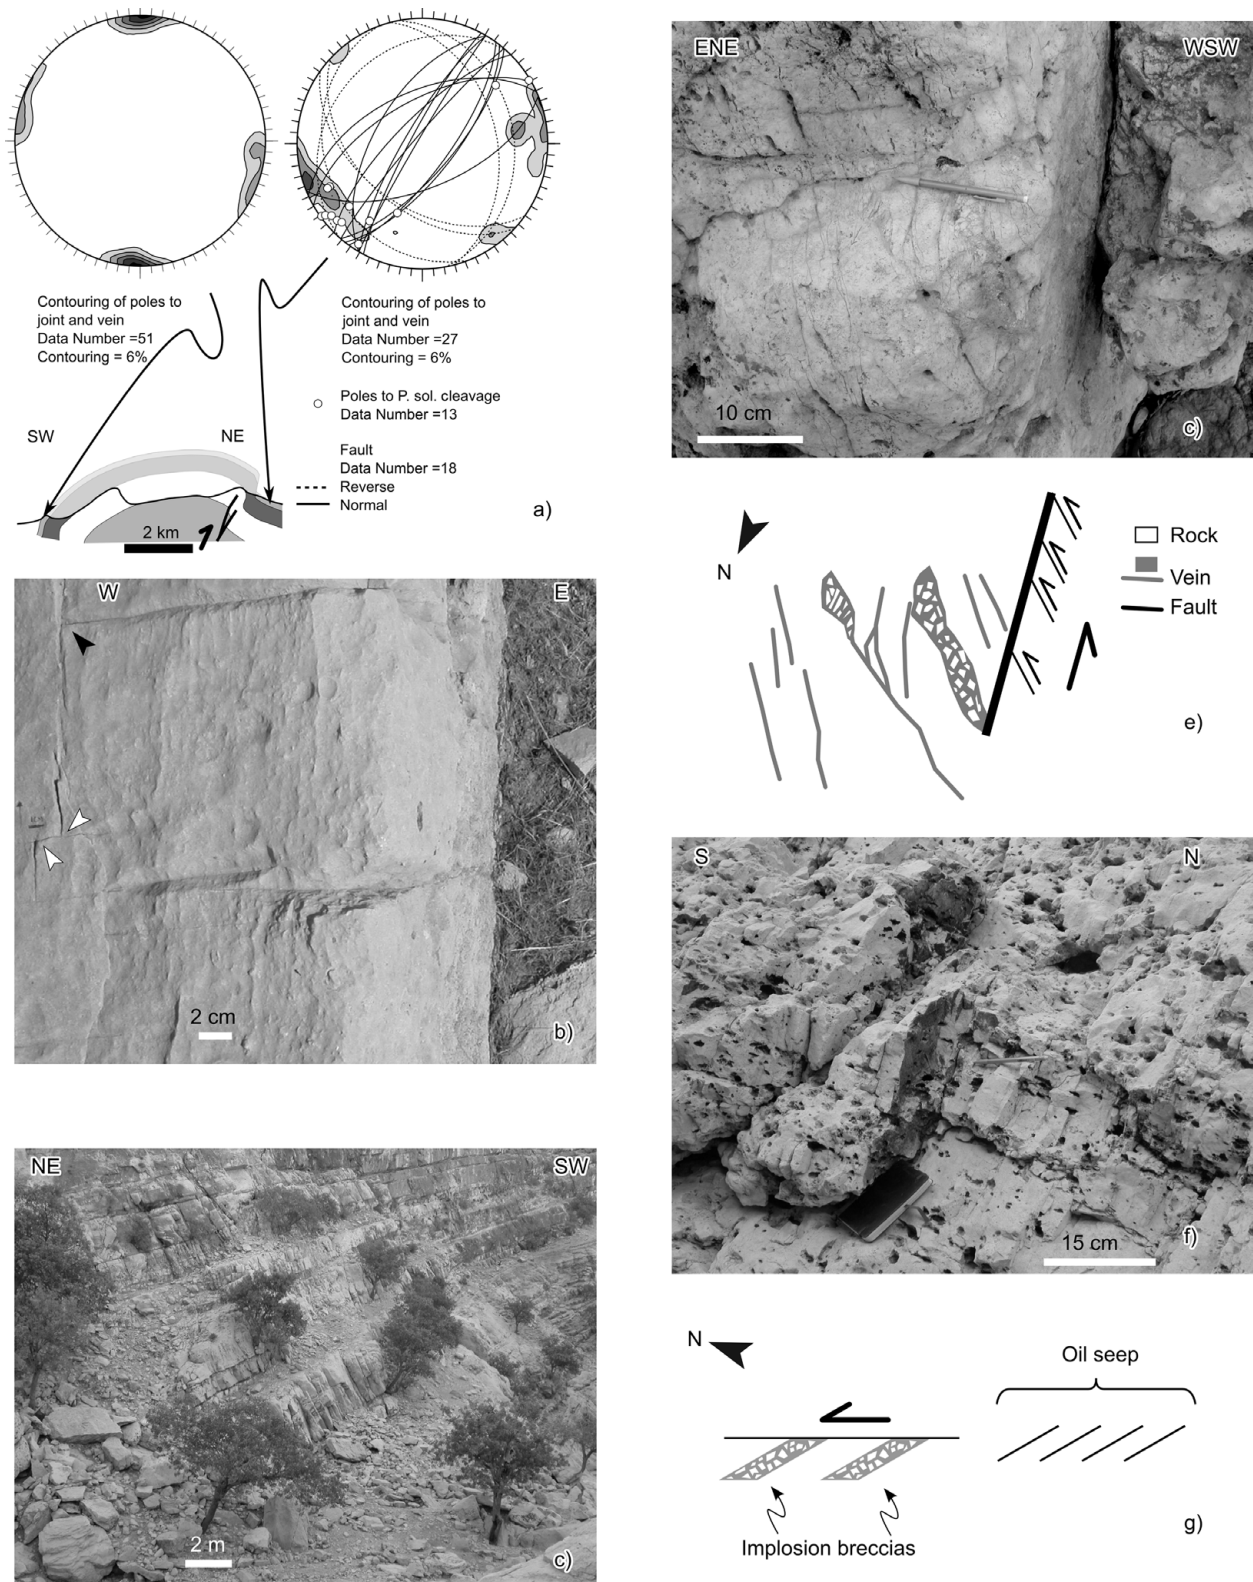 Contouring of poles to
joint and vein
Data Number =51
Contouring = 6%
Contouring of poles to
joint and vein
Data Number =27
Contouring = 6%
Poles to P. sol. cleavage
Data Number =13
Fault
Data Number =18
Reverse
Normal
SW
NE
2 km
a)
W
E
2 cm
b)
NE
SW
2 m
c)
ENE
WSW
10 cm
c)
N
Rock
Vein
Fault
e)
S
N
15 cm
f)
N
Oil seep
Implosion breccias
g)